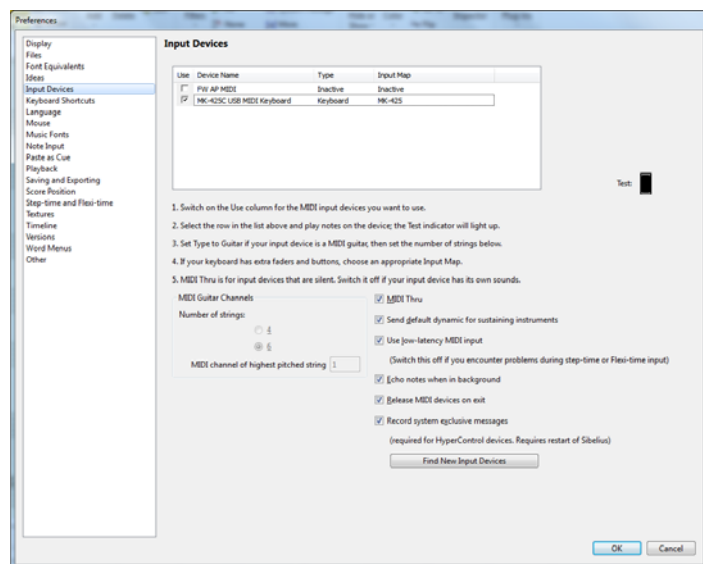 Preferences
Display
Files
Font Equivalents
Ideas
Input Devices
Keyboard Shortcuts
Language
Mouse
Music Fonts
Note Input
Paste as Cue
Playback
Saving and Exporting
Score Position
Step-time and Flexi-time
Textures
Timeline
Versions
Word Menus
Other
Input Devices
Use Device Name Type Input Map
FW AP MIDI Inactive Inactive
MK-425C USB MIDI Keyboard Keyboard MK-425
Test:
1. Switch on the Use column for the MIDI input devices you want to use.
2. Select the row in the list above and play notes on the device; the Test indicator will light up.
3. Set Type to Guitar if your input device is a MIDI guitar, then set the number of strings below.
4. If your keyboard has extra faders and buttons, choose an appropriate Input Map.
5. MIDI Thru is for input devices that are silent. Switch it off if your input device has its own sounds.
MIDI Guitar Channels
Number of strings:
4
6
MIDI channel of highest pitched string 1
MIDI Thru
Send default dynamic for sustaining instruments
Use low-latency MIDI input
(Switch this off if you encounter problems during step-time or Flexi-time input)
Echo notes when in background
Release MIDI devices on exit
Record system exclusive messages
(required for HyperControl devices. Requires restart of Sibelius)
Find New Input Devices
OK Cancel